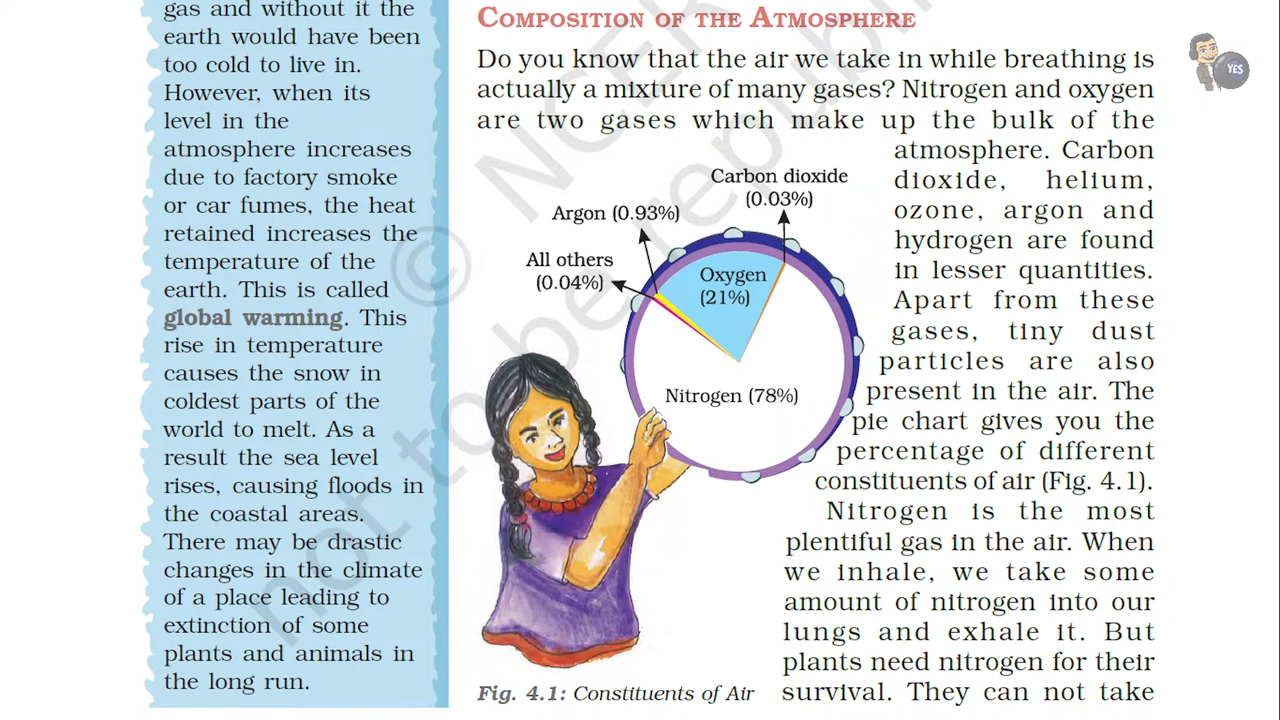 gas and without it the
earth would have been
too cold to live in.
However, when its
level in the
atmosphere increases
due to factory smoke
or car fumes, the heat
retained increases the
temperature of the
earth. This is called
global warming. This
rise in temperature
causes the snow in
coldest parts of the
world to melt. As a
result the sea level
rises, causing floods in
the coastal areas.
There may be drastic
changes in the climate
of a place leading to
extinction of some
plants and animals in
the long run.
COMPOSITION OF THE ATMOSPHERE
Do you know that the air we take in while breathing is
actually a mixture of many gases? Nitrogen and oxygen
are two gases which make up the bulk of the
atmosphere. Carbon
dioxide, helium,
ozone, argon and
hydrogen are found
in lesser quantities.
Apart from these
gases, tiny dust
particles are also
present in the air. The
pie chart gives you the
percentage of different
constituents of air (Fig. 4.1).
Nitrogen is the most
plentiful gas in the air. When
we inhale, we take some
amount of nitrogen into our
lungs and exhale it. But
plants need nitrogen for their
survival. They can not take
Carbon dioxide
(0.03%)
Argon (0.93%)
All others
(0.04%)
Oxygen
(21%)
Nitrogen (78%)
Fig. 4.1: Constituents of Air
YES
© NCER
not to be republi